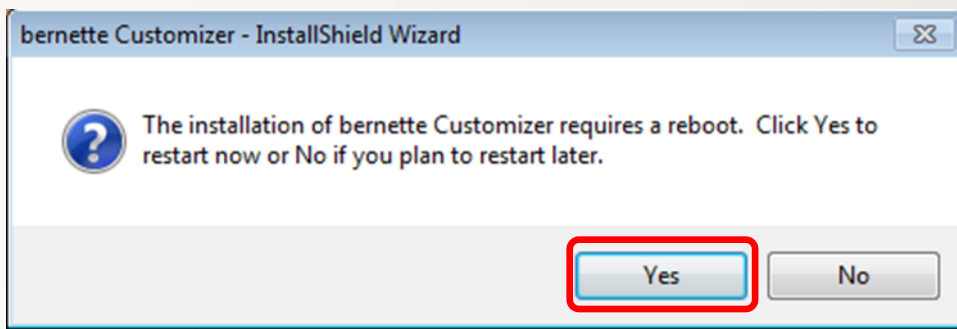 bernette Customizer - InstallShield Wizard
The installation of bernette Customizer requires a reboot. Click Yes to
restart now or No if you plan to restart later.
Yes No